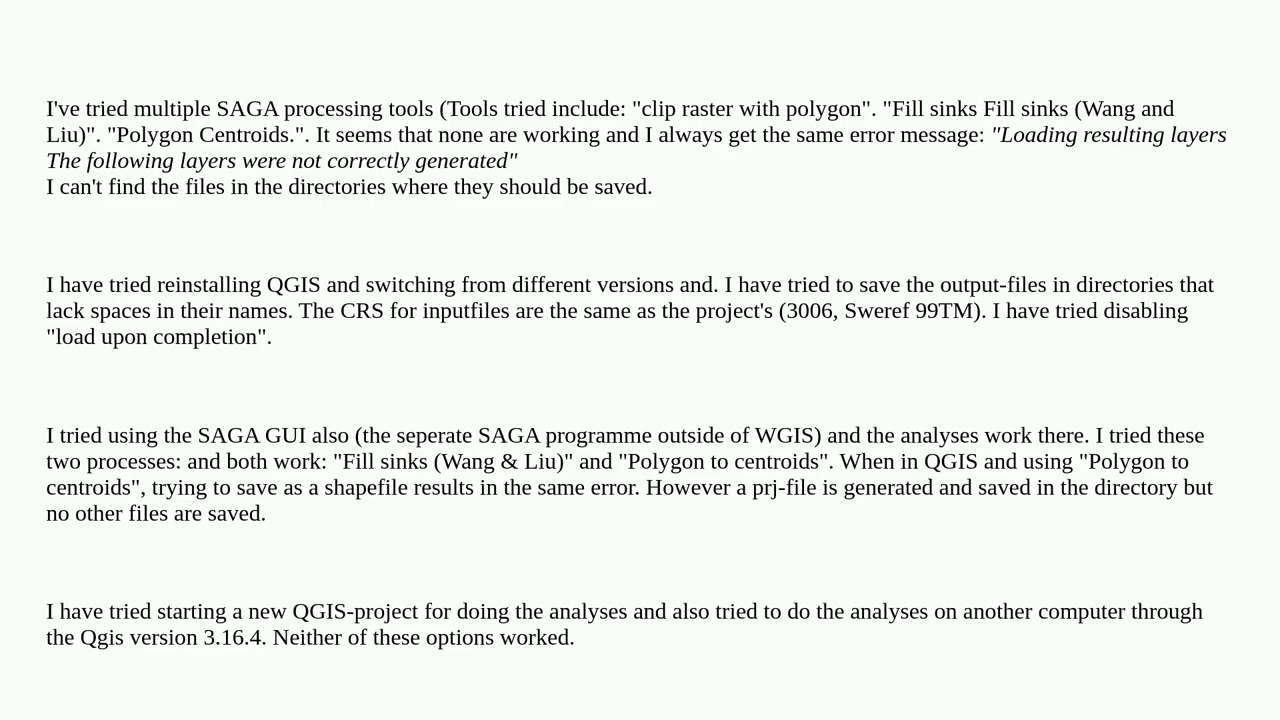 I've tried multiple SAGA processing tools (Tools tried include: "clip raster with polygon". "Fill sinks Fill sinks (Wang and
Liu)". "Polygon Centroids.". It seems that none are working and I always get the same error message: "Loading resulting layers
The following layers were not correctly generated"
I can't find the files in the directories where they should be saved.
I have tried reinstalling QGIS and switching from different versions and. I have tried to save the output-files in directories that
lack spaces in their names. The CRS for inputfiles are the same as the project's (3006, Sweref 99TM). I have tried disabling
"load upon completion".
I tried using the SAGA GUI also (the seperate SAGA programme outside of WGIS) and the analyses work there. I tried these
two processes: and both work: "Fill sinks (Wang & Liu)" and "Polygon to centroids". When in QGIS and using "Polygon to
centroids", trying to save as a shapefile results in the same error. However a prj-file is generated and saved in the directory but
no other files are saved.
I have tried starting a new QGIS-project for doing the analyses and also tried to do the analyses on another computer through
the Qgis version 3.16.4. Neither of these options worked.